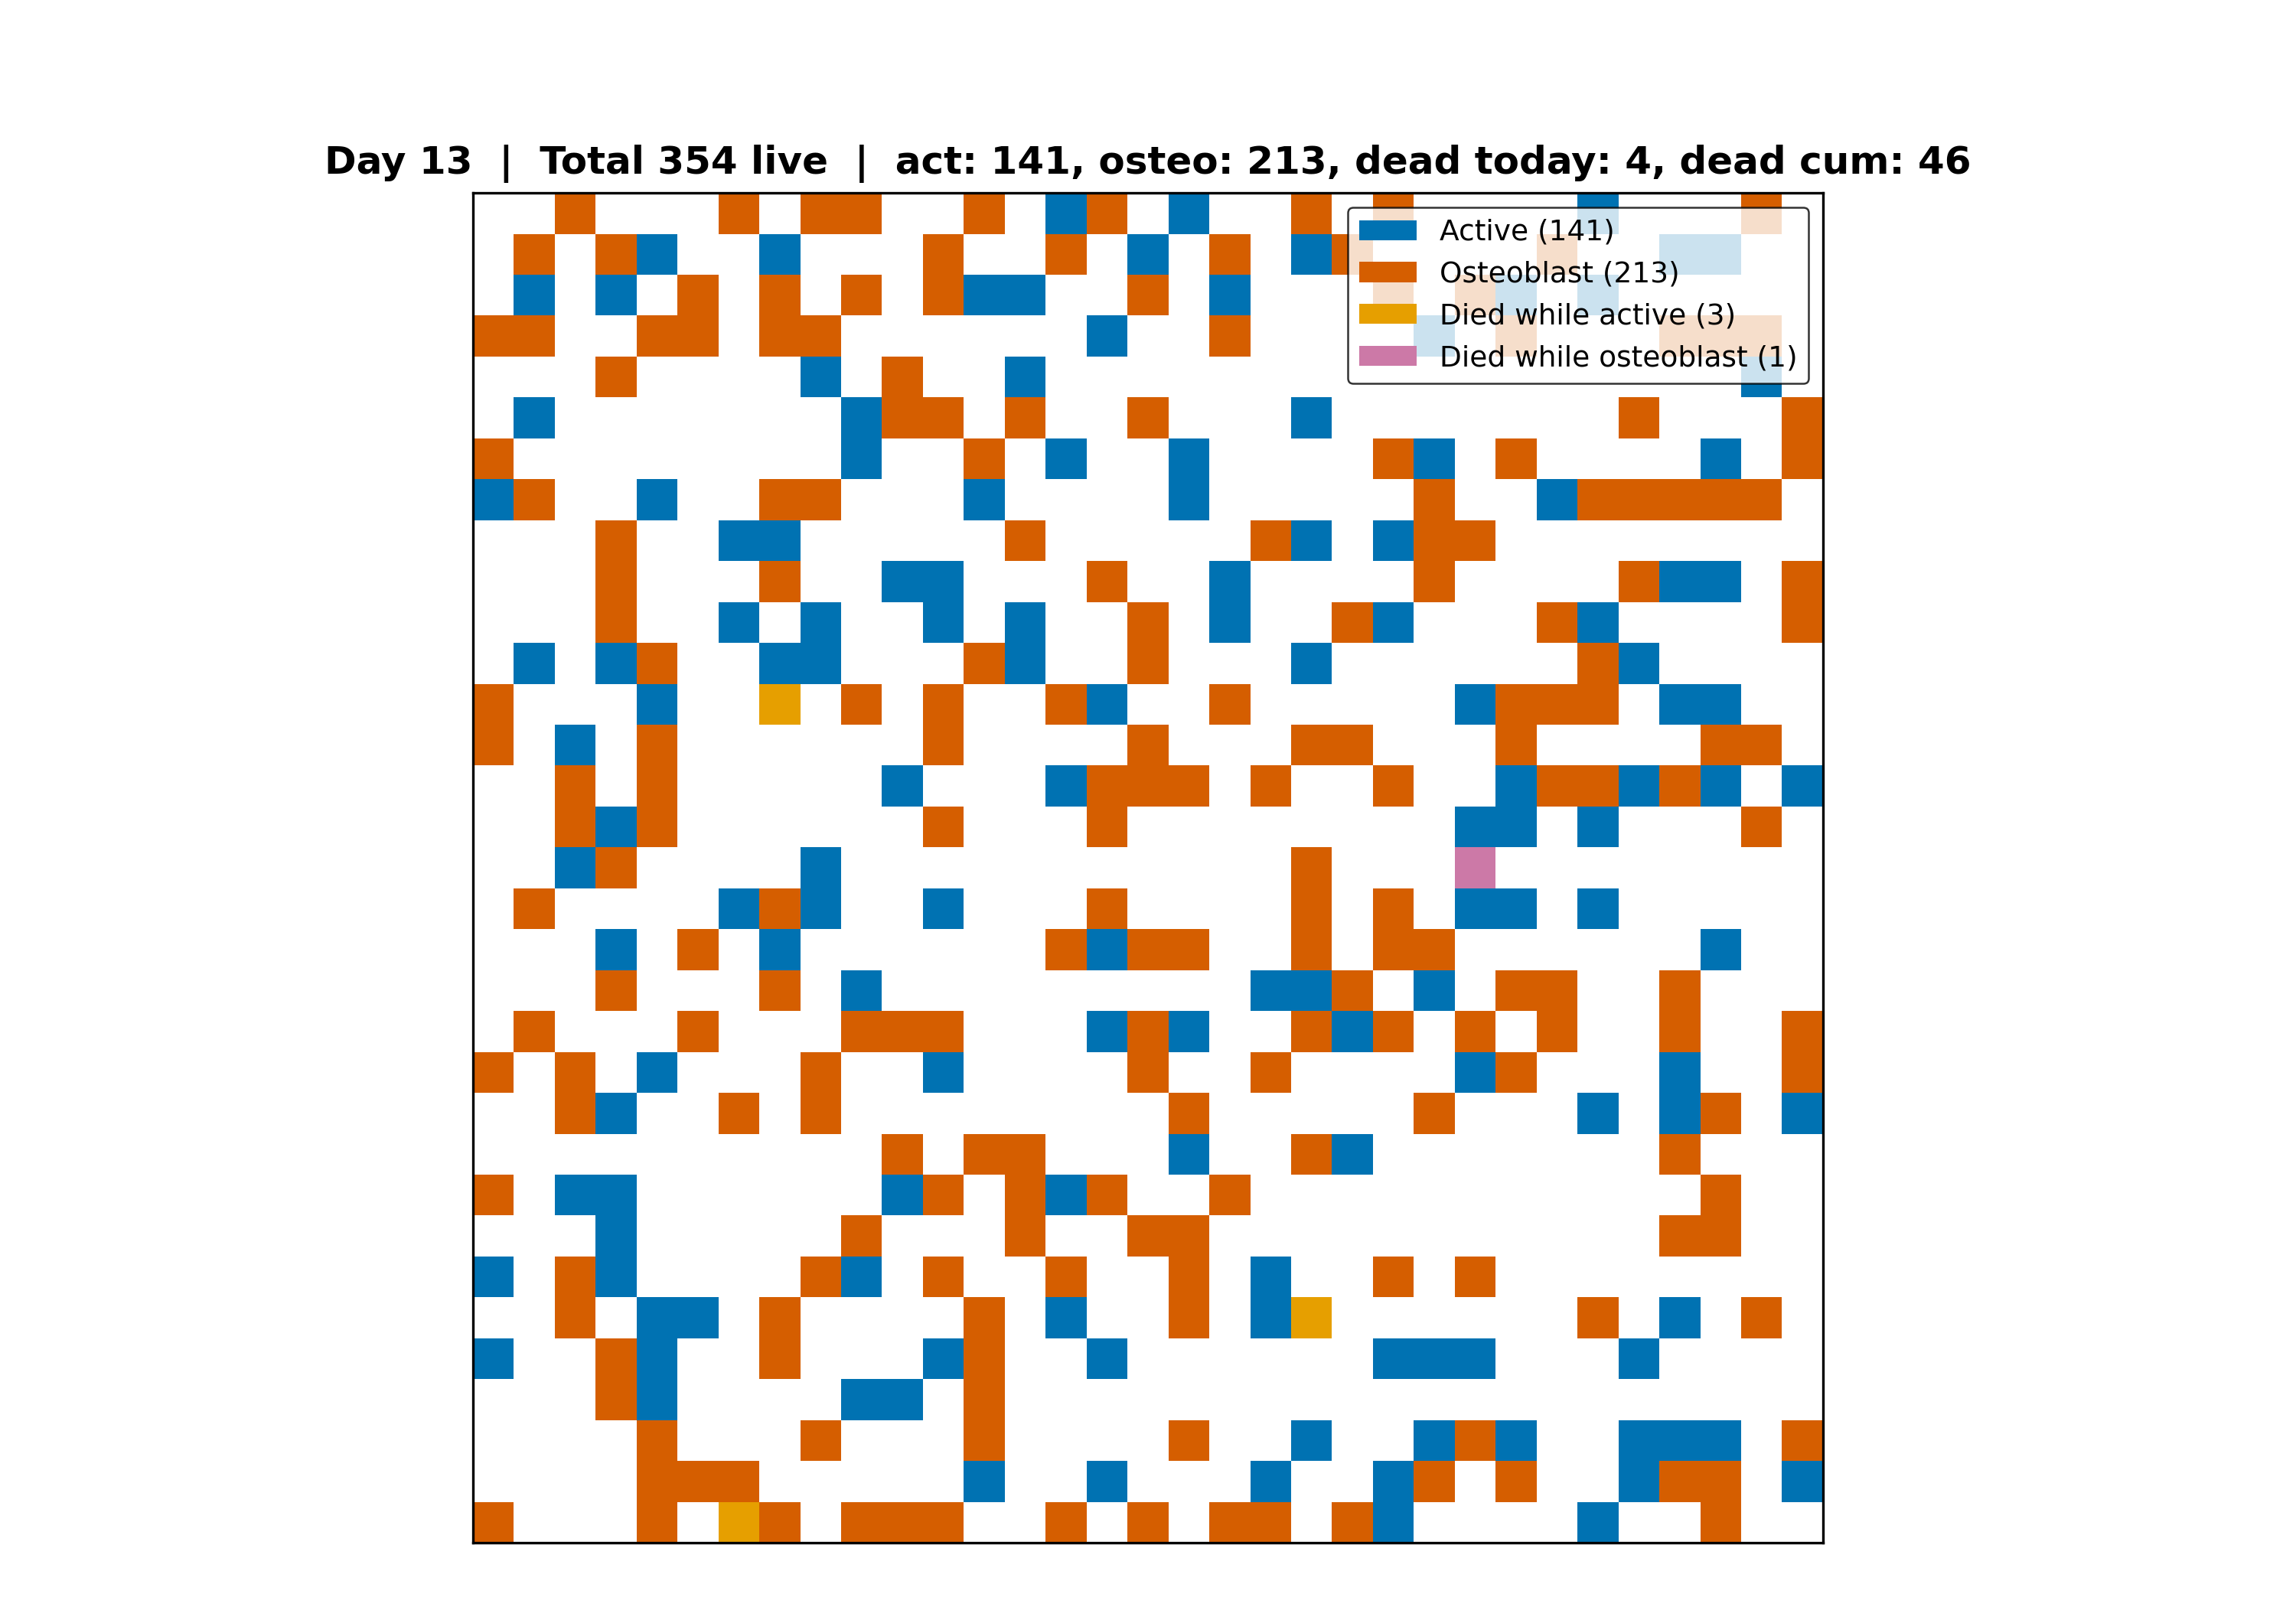 Day 13 | Total 354 live | act: 141, osteo: 213, dead today: 4, dead cum: 46
Active (141)
Osteoblast (213)
Died while active (3)
Died while osteoblast (1)